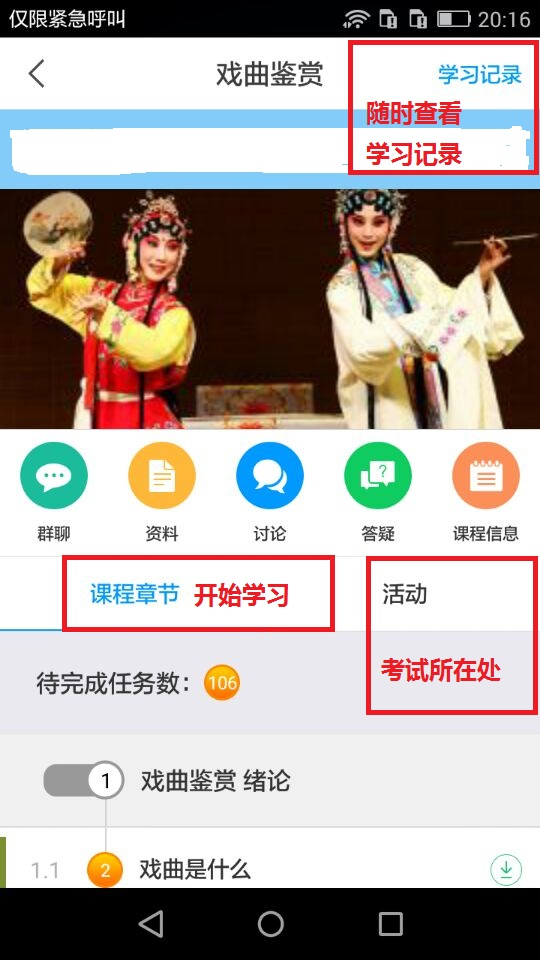 仅限紧急呼叫 20:16
戏曲鉴赏 学习记录
随时查看
学习记录
群聊 资料 讨论 答疑 课程信息
课程章节 开始学习 活动
考试所在处
待完成任务数： 106
1 戏曲鉴赏 绪论
1.1 2 戏曲是什么